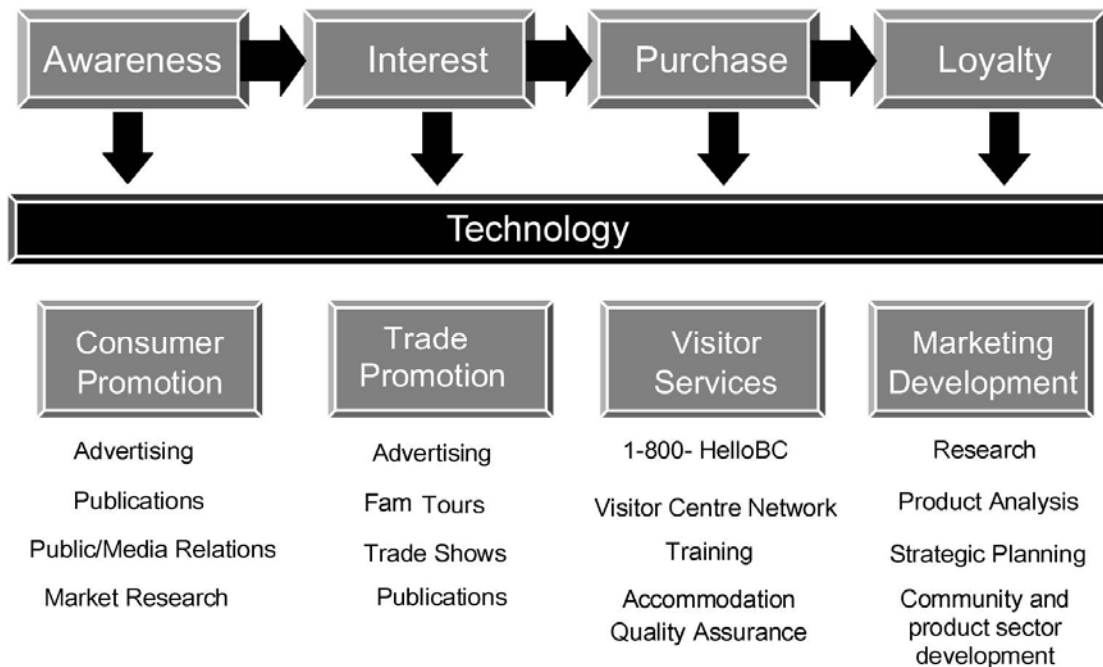 Awareness
Interest
Purchase
Loyalty
Technology
Consumer
Promotion
Advertising
Publications
Public/Media Relations
Market Research
Trade
Promotion
Advertising
Fam Tours
Trade Shows
Publications
Visitor
Services
1-800- HelloBC
Visitor Centre Network
Training
Accommodation
Quality Assurance
Marketing
Development
Research
Product Analysis
Strategic Planning
Community and
product sector
development